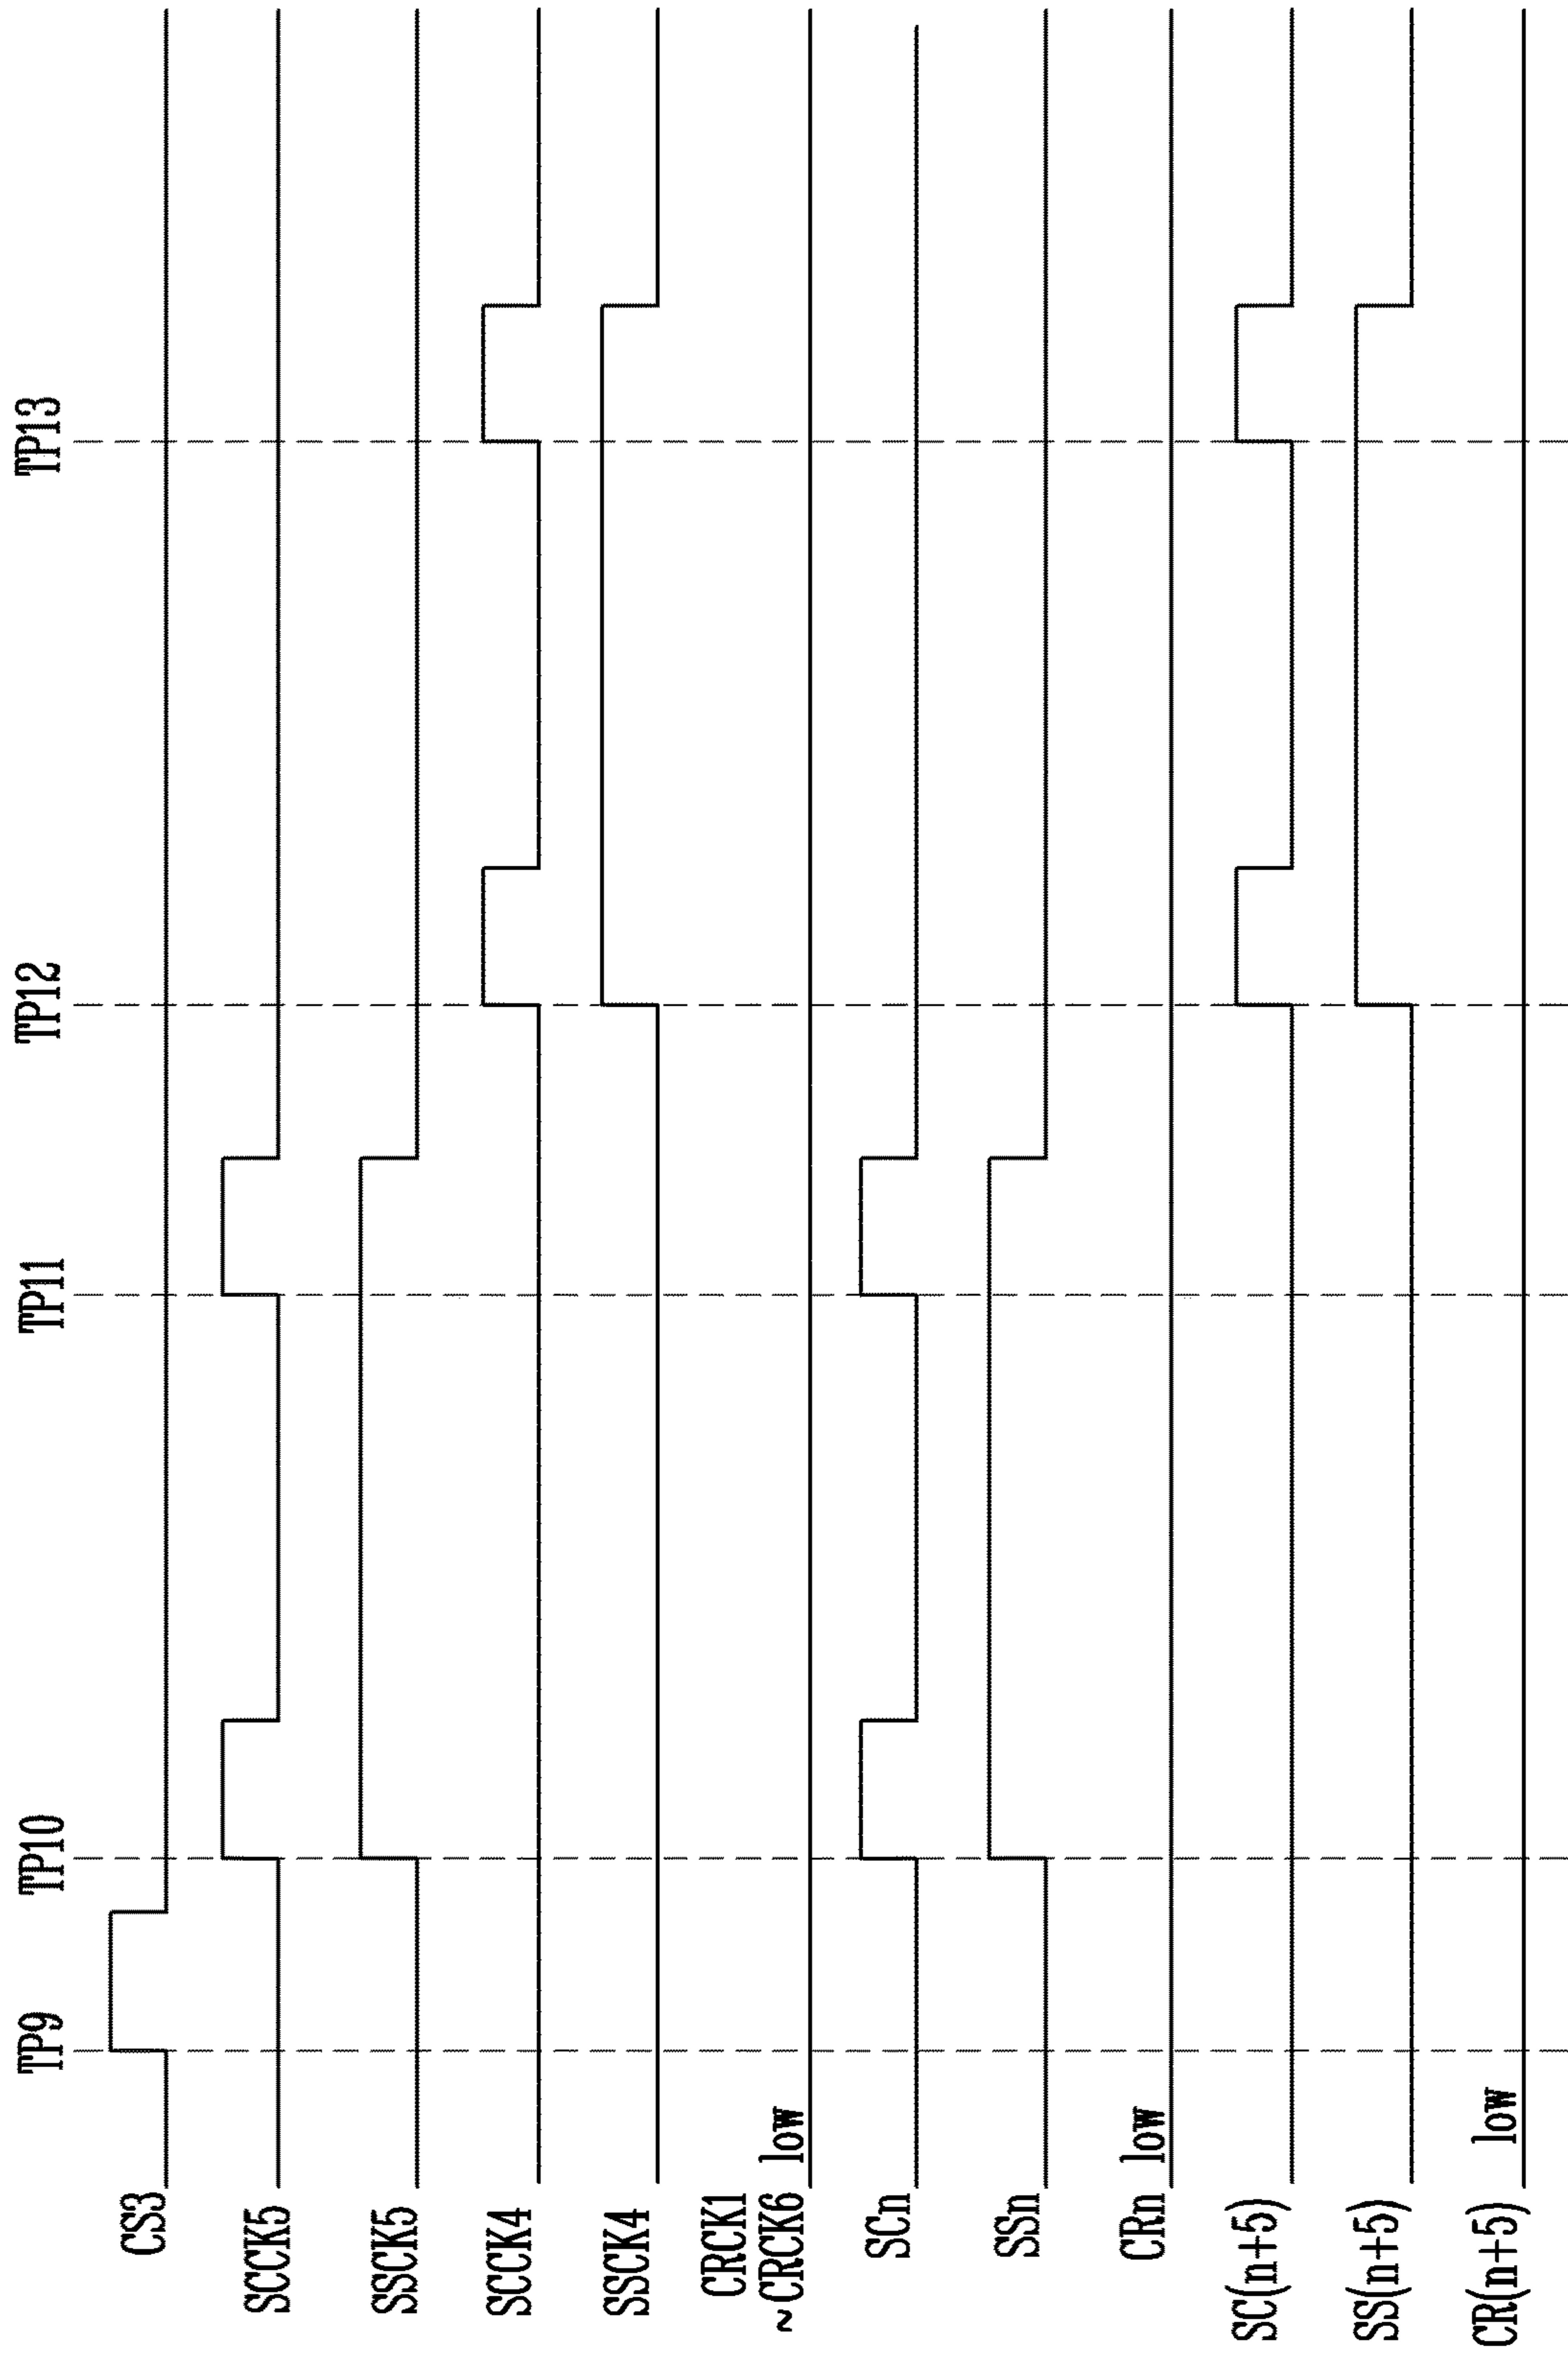 TP9
TP10
TP11
TP12
TP13
CS3
SCCK5
SSCK5
SCCK4
SSCK4
CRCK1
~CRCK6
low
SCn
SSn
CRn
low
SC(n+5)
SS(n+5)
CR(n+5)
low